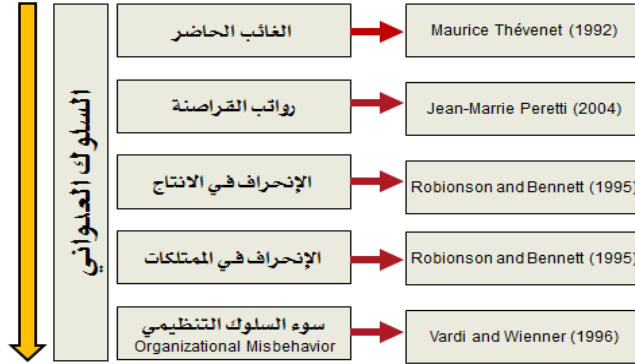 السلوك العدواني
الغائب الحاضر
Maurice Thévenet (1992)
رواتب القراصنة
Jean-Marrie Peretti (2004)
الإنحراف في الانتاج
Robionson and Bennett (1995)
الإنحراف في الممتلكات
Robionson and Bennett (1995)
سوء السلوك التنظيمي
Organizational Misbehavior
Vardi and Wienner (1996)